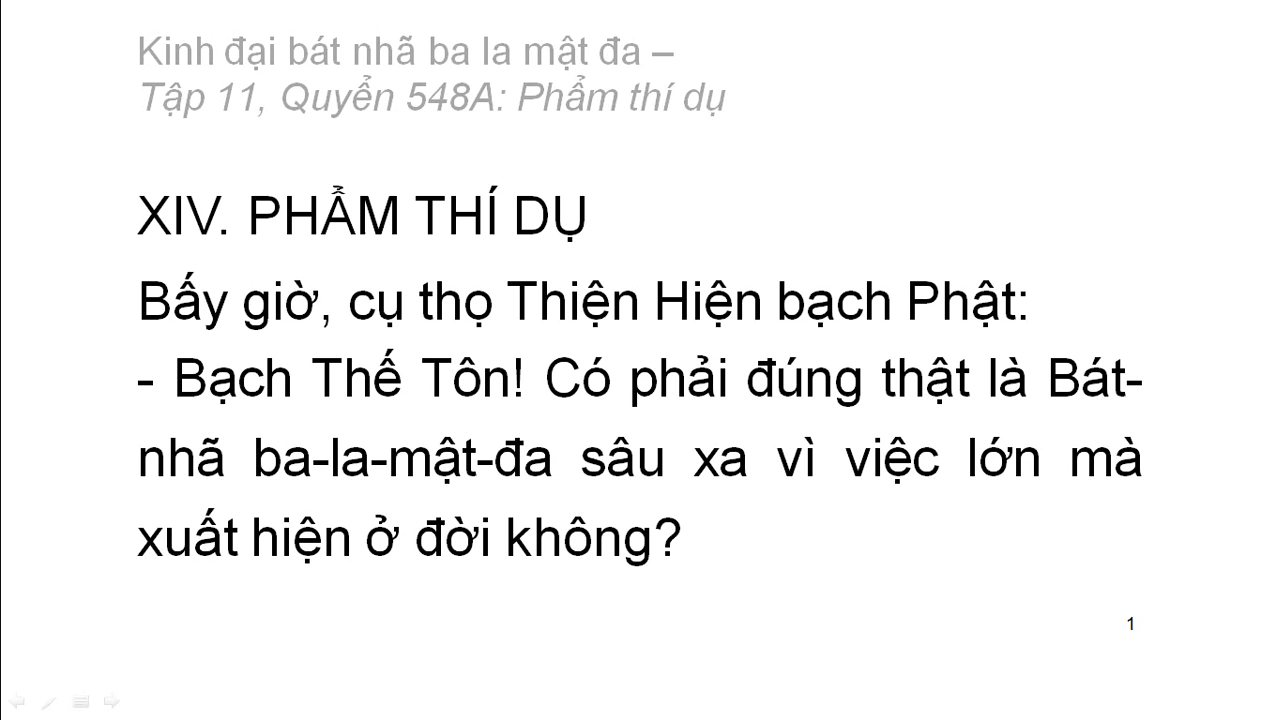 Kinh đại bát nhã ba la mật đa –
Tập 11, Quyển 548A: Phẩm thí dụ
XIV. PHẨM THÍ DỤ
Bấy giờ, cụ thọ Thiện Hiện bạch Phật:
- Bạch Thế Tôn! Có phải đúng thật là Bát-
nhã ba-la-mật-đa sâu xa vì việc lớn mà
xuất hiện ở đời không?
1